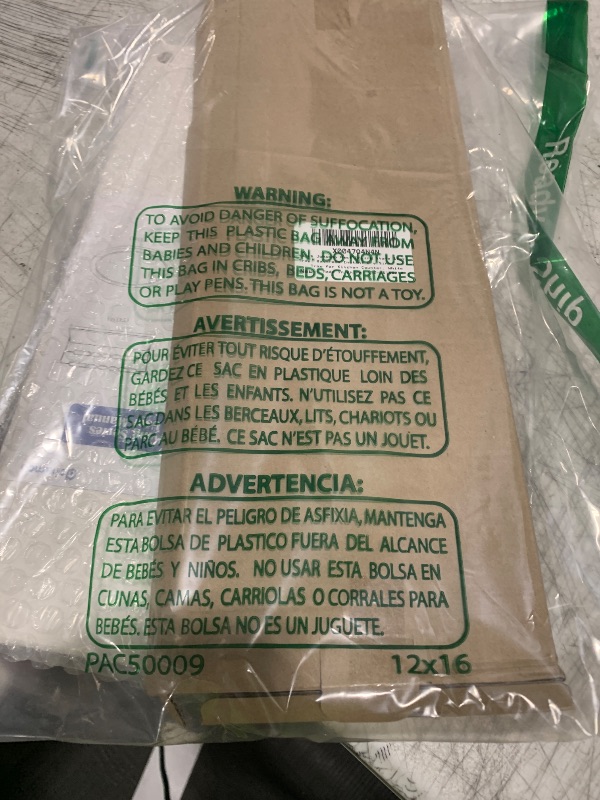 WARNING:
TO AVOID DANGER OF SUFFOCATION,
KEEP THIS PLASTIC BAG AWAY FROM
BABIES AND CHILDREN. DO NOT USE
THIS BAG IN CRIBS, BEDS, CARRIAGES
OR PLAY PENS. THIS BAG IS NOT A TOY.
AVERTISSEMENT:
POUR ÉVITER TOUT RISQUE D'ÉTOUFFEMENT,
GARDEZ CE SAC EN PLASTIQUE LOIN DES
BÉBÉS ET LES ENFANTS. N'UTILISEZ PAS CE
SAC DANS LES BERCEAUX, LITS, CHARIOTS OU
PARC AU BÉBÉ. CE SAC N'EST PAS UN JOUET.
ADVERTENCIA:
PARA EVITAR EL PELIGRO DE ASFIXIA, MANTENGA
ESTA BOLSA DE PLASTICO FUERA DEL ALCANCE
DE BEBÉS Y NIÑOS. NO USAR ESTA BOLSA EN
CUNAS, CAMAS, CARRIOLAS O CORRALES PARA
BEBÉS. ESTA BOLSA NO ES UN JUGUETE.
PAC50009 12x16